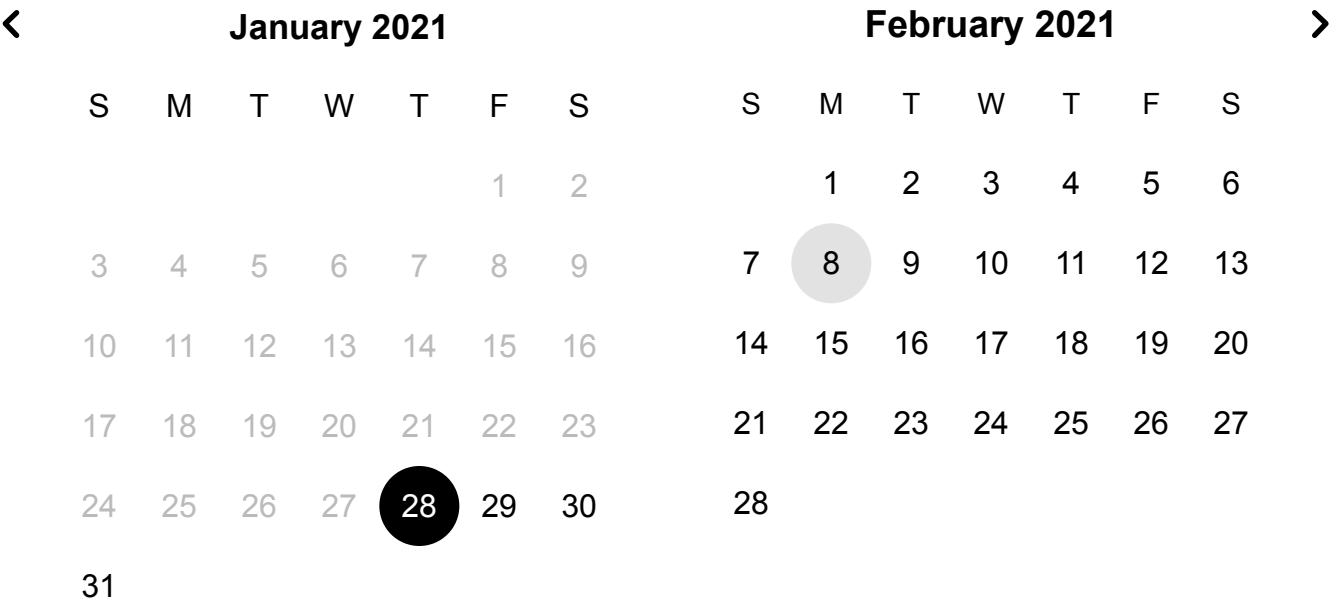 January 2021
S M T W T F S
1 2
3 4 5 6 7 8 9
10 11 12 13 14 15 16
17 18 19 20 21 22 23
24 25 26 27 28 29 30
31
February 2021
S M T W T F S
1 2 3 4 5 6
7 8 9 10 11 12 13
14 15 16 17 18 19 20
21 22 23 24 25 26 27
28